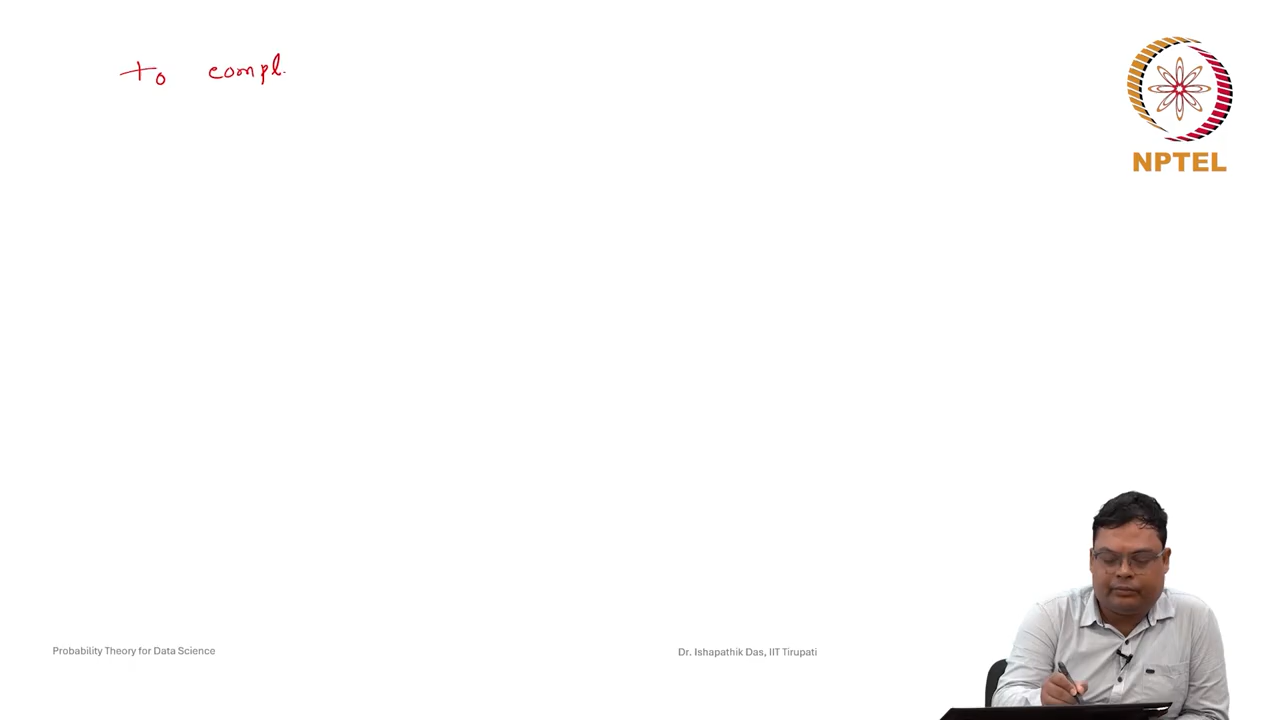 to compl.
NPTEL
Probability Theory for Data Science
Dr. Ishapathik Das, IIT Tirupati